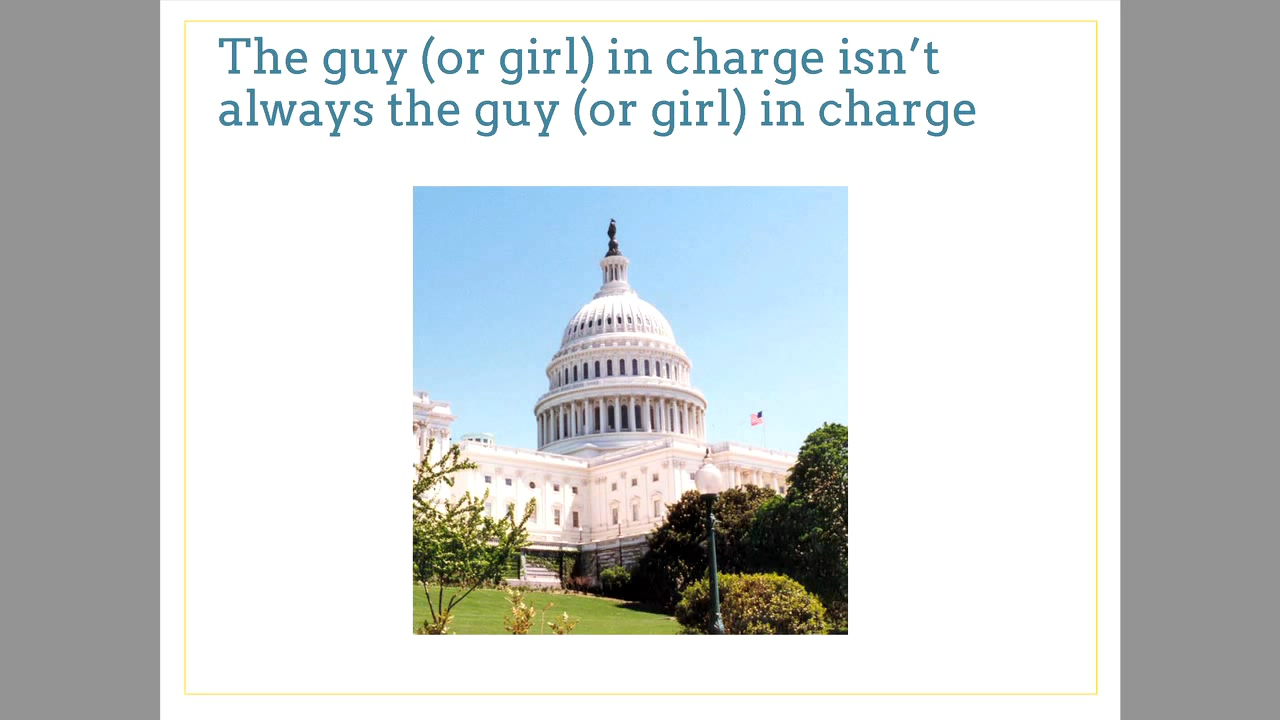 The guy (or girl) in charge isn’t
always the guy (or girl) in charge